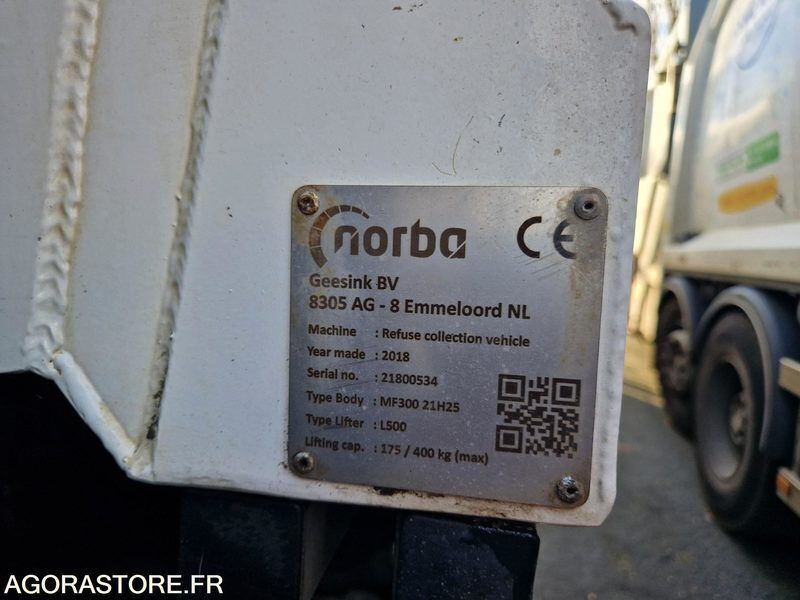 norba CE
Geesink BV
8305 AG - 8 Emmeloord NL
Machine : Refuse collection vehicle
Year made : 2018
Serial no. : 21800534
Type Body : MF300 21H25
Type Lifter : L500
Lifting cap. : 175 / 400 kg (max)
AGORASTORE.FR